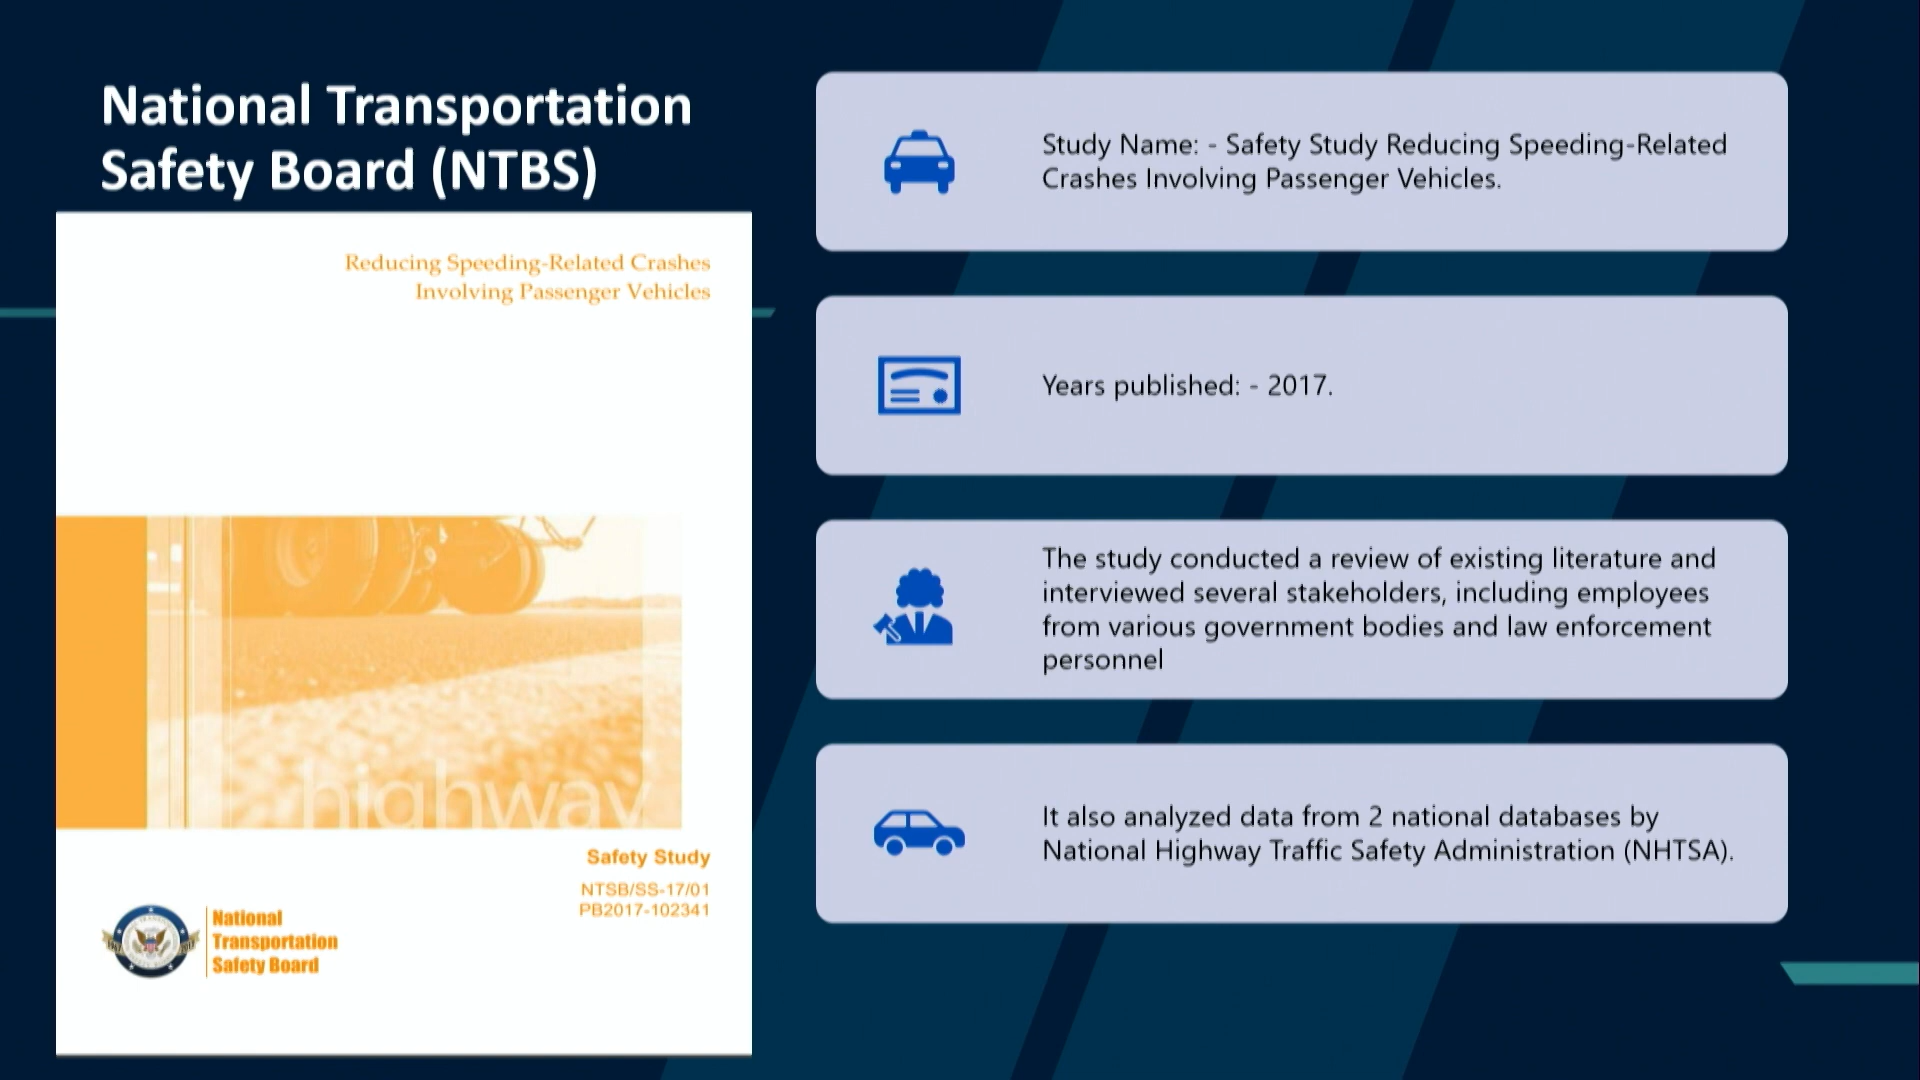 National Transportation
Safety Board (NTBS)
Reducing Speeding-Related Crashes
Involving Passenger Vehicles
highway
Safety Study
NTSB/SS-17/01
PB2017-102341
National
Transportation
Safety Board
Study Name: - Safety Study Reducing Speeding-Related
Crashes Involving Passenger Vehicles.
Years published: - 2017.
The study conducted a review of existing literature and
interviewed several stakeholders, including employees
from various government bodies and law enforcement
personnel
It also analyzed data from 2 national databases by
National Highway Traffic Safety Administration (NHTSA).